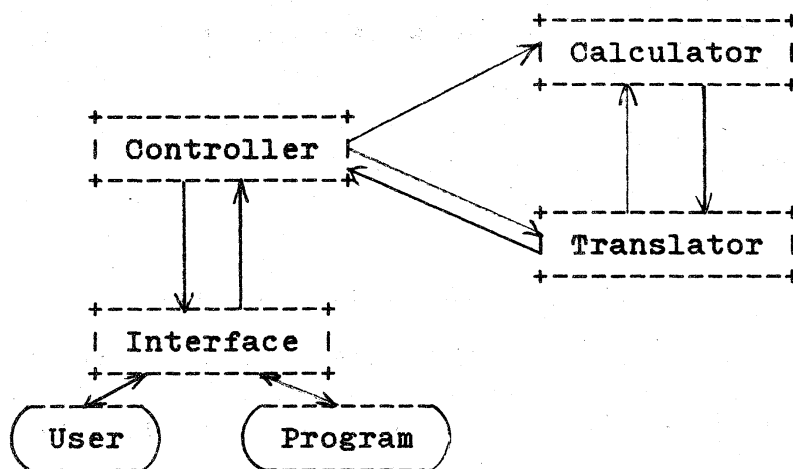 Calculator
Controller
Translator
Interface
User
Program